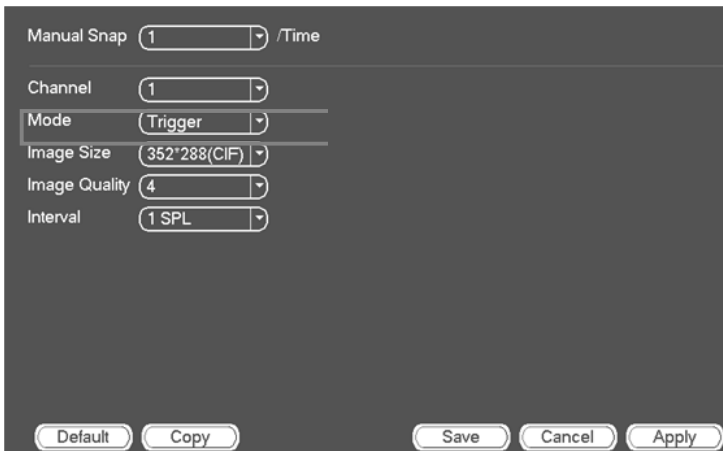 Manual Snap 1 /Time
Channel 1
Mode Trigger
Image Size 352*288(CIF)
Image Quality 4
Interval 1 SPL
Default Copy Save Cancel Apply